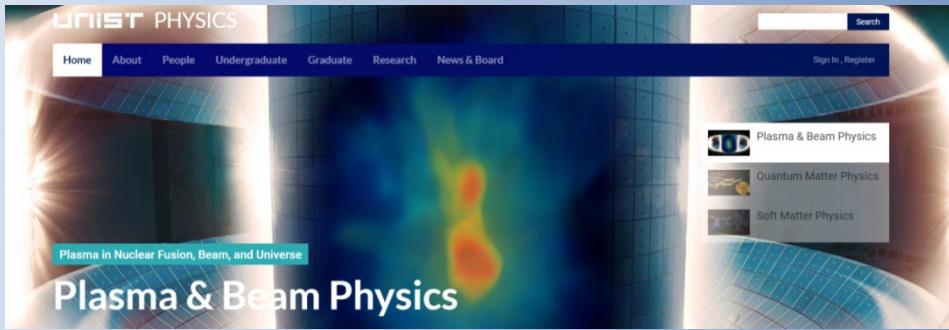 UNIST PHYSICS
Search
Home About People Undergraduate Graduate Research News & Board
Sign In , Register
Plasma & Beam Physics
Quantum Matter Physics
Soft Matter Physics
Plasma in Nuclear Fusion, Beam, and Universe
Plasma & Beam Physics